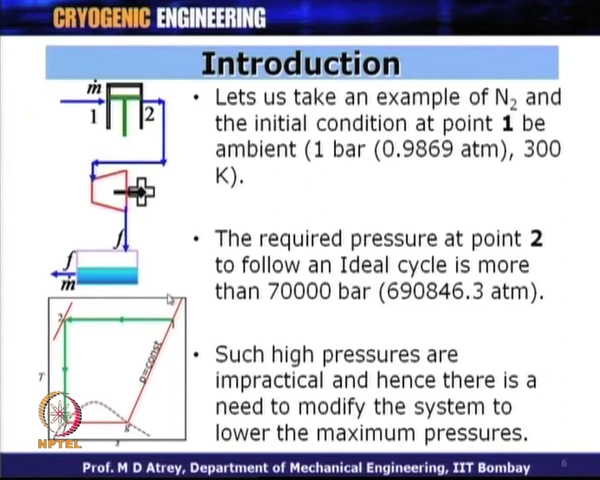 CRYOGENIC ENGINEERING
Introduction
ṁ
1
2
f
f
ṁ
2
1
p=const
T
f
g
s
NPTEL
• Lets us take an example of N₂ and
the initial condition at point 1 be
ambient (1 bar (0.9869 atm), 300
K).
• The required pressure at point 2
to follow an Ideal cycle is more
than 70000 bar (690846.3 atm).
• Such high pressures are
impractical and hence there is a
need to modify the system to
lower the maximum pressures.
Prof. M D Atrey, Department of Mechanical Engineering, IIT Bombay
6